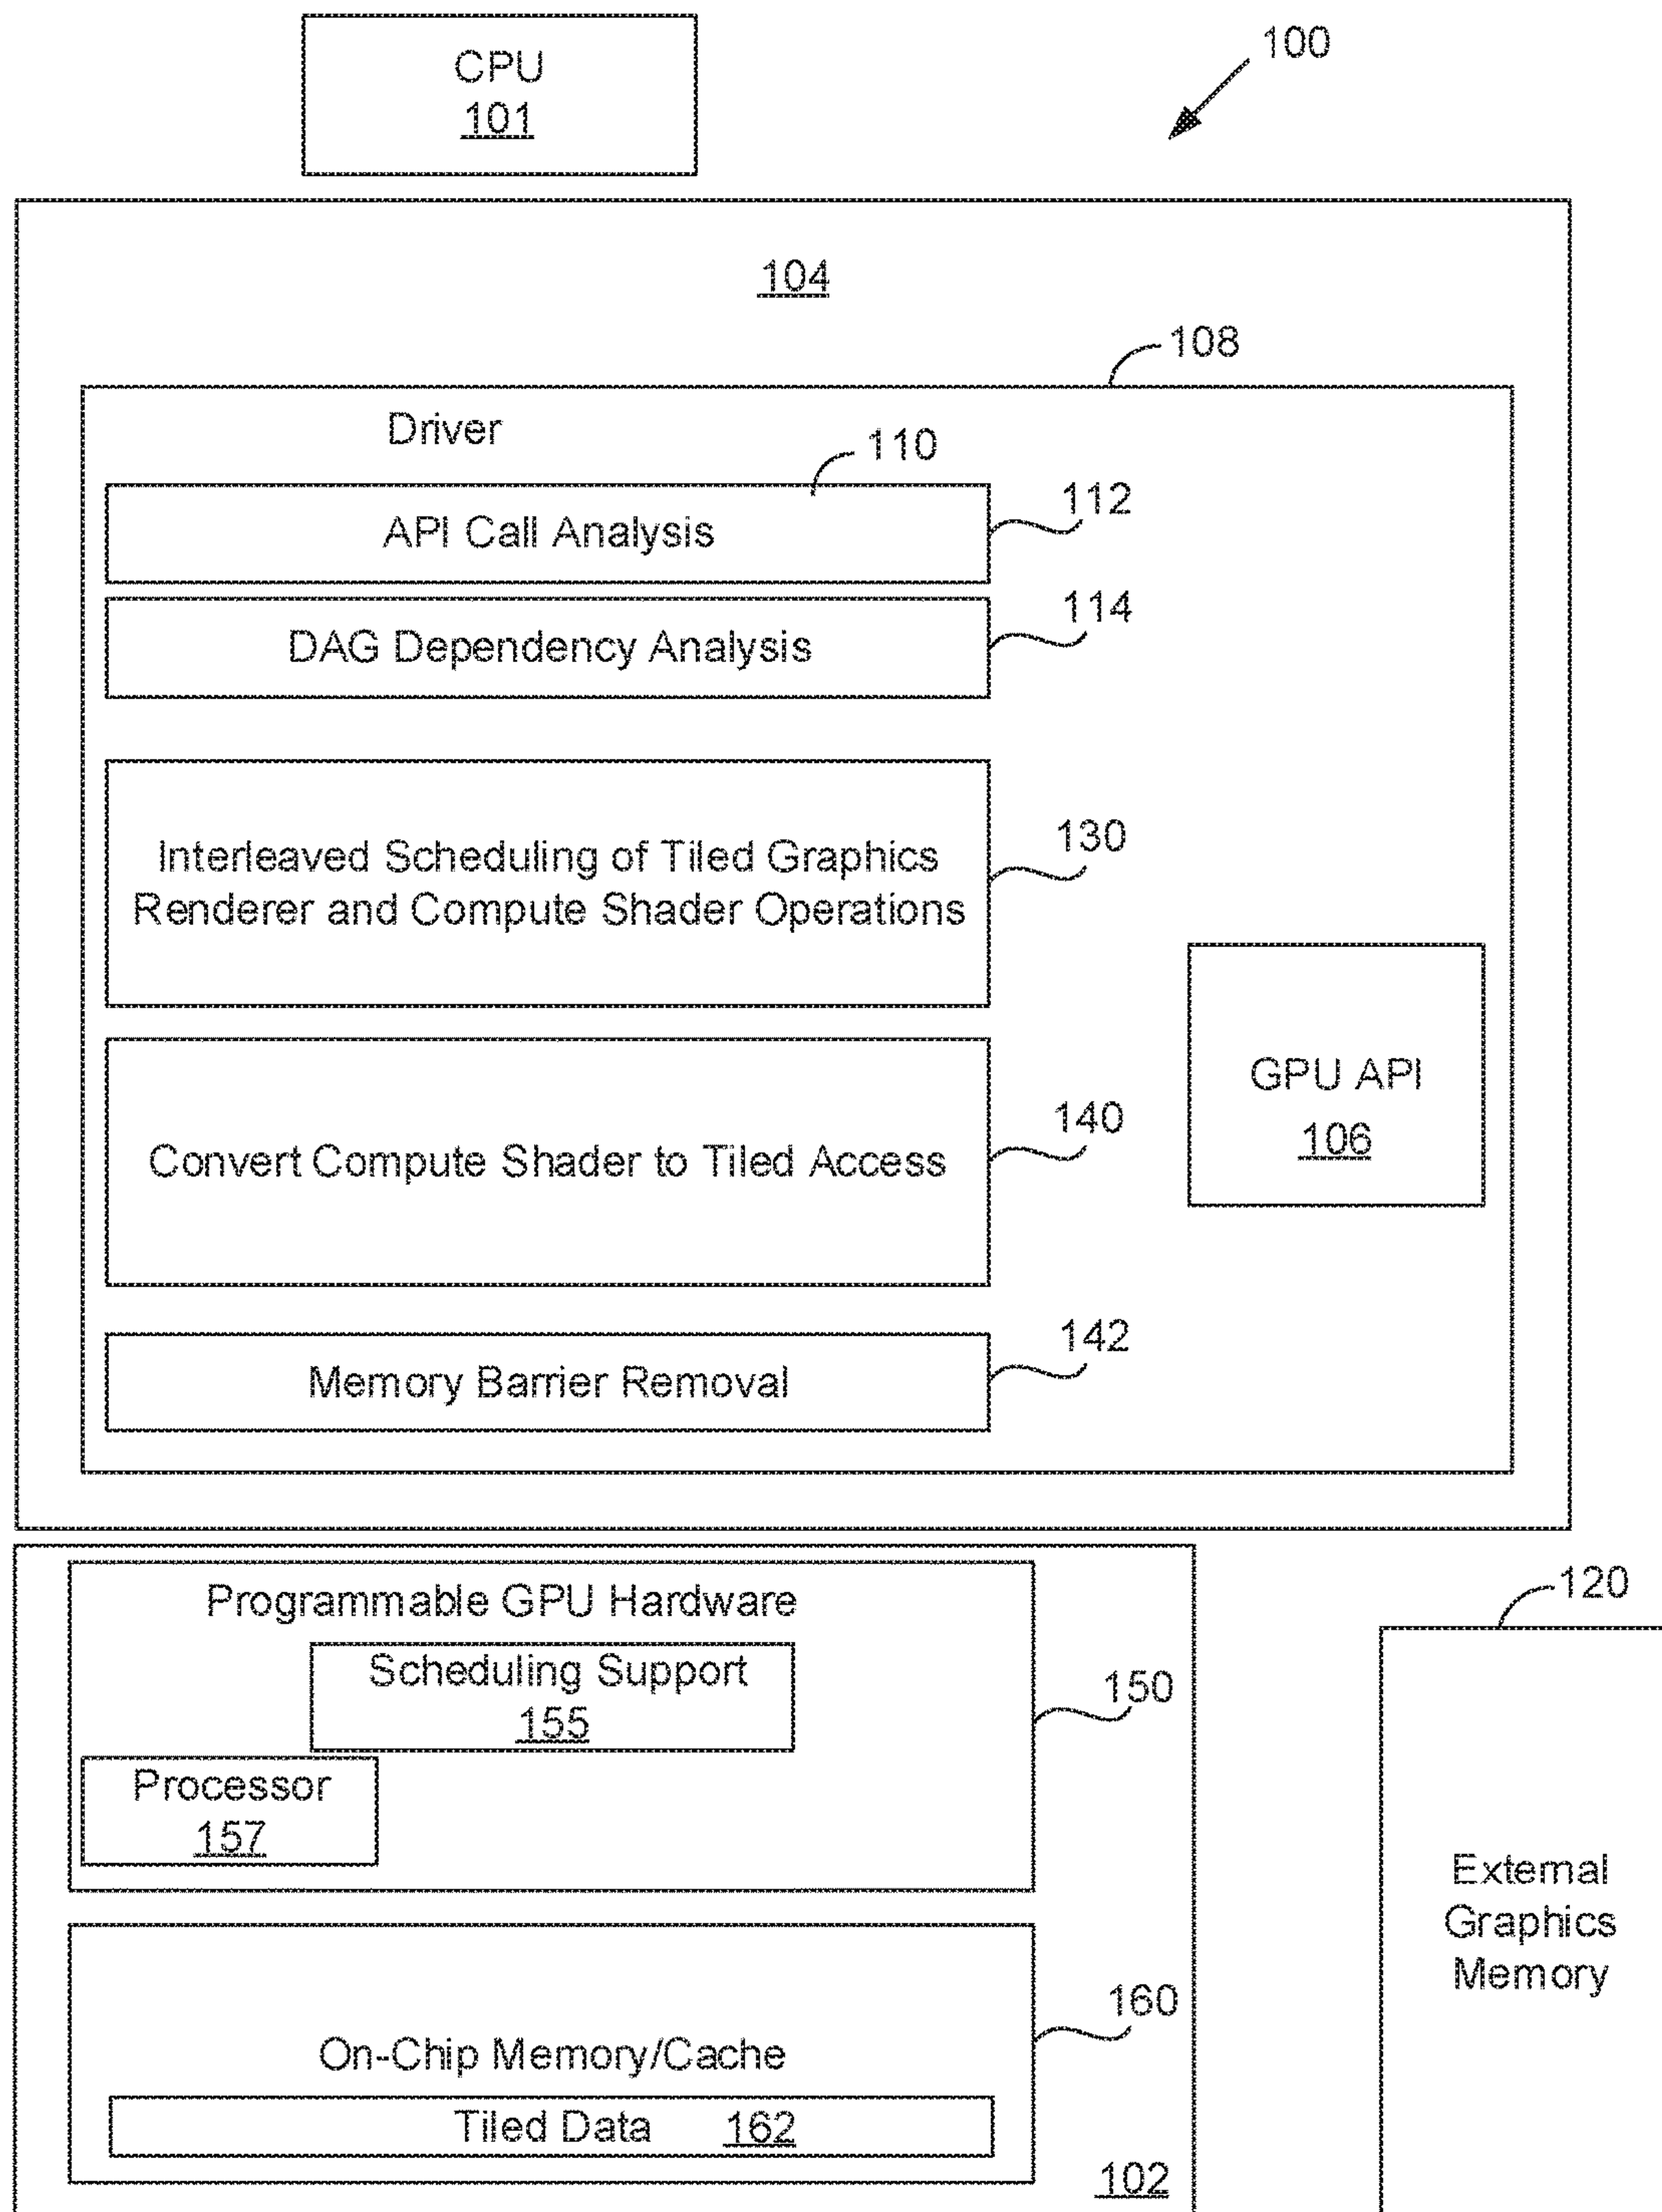 CPU
101
100
104
108
Driver
110
API Call Analysis
112
DAG Dependency Analysis
114
Interleaved Scheduling of Tiled Graphics
Renderer and Compute Shader Operations
130
GPU API
106
Convert Compute Shader to Tiled Access
140
Memory Barrier Removal
142
Programmable GPU Hardware
Scheduling Support
155
150
Processor
157
120
External
Graphics
Memory
On-Chip Memory/Cache
160
Tiled Data 162
102